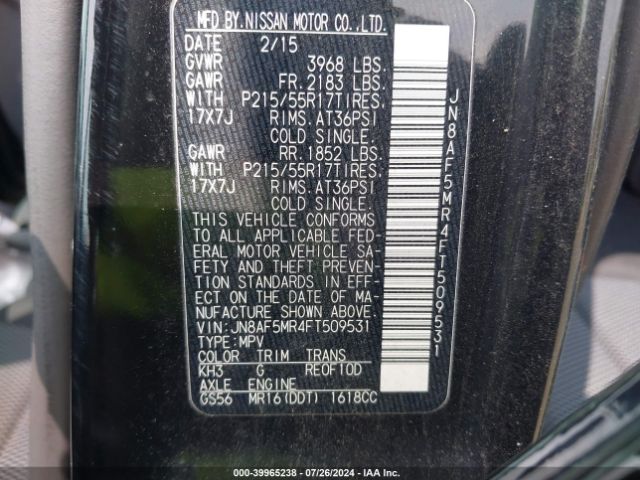 MFD.BY.NISSAN MOTOR CO.,LTD.
DATE 2/15
GVWR 3968 LBS.
GAWR FR. 2183 LBS.
WITH P215/55R17TIRES,
17X7J RIMS.AT36PSI
COLD SINGLE.
GAWR RR. 1852 LBS.
WITH P215/55R17TIRES,
17X7J RIMS.AT36PSI
COLD SINGLE.
THIS VEHICLE CONFORMS
TO ALL APPLICABLE FED-
ERAL MOTOR VEHICLE SA-
FETY AND THEFT PREVEN-
TION STANDARDS IN EFF-
ECT ON THE DATE OF MA-
NUFACTURE SHOWN ABOVE.
VIN:JN8AF5MR4FT509531
TYPE:MPV
COLOR TRIM TRANS
KH3 G RE0F10D
AXLE ENGINE
GS56 MR16(DDT) 1618CC
JN8AF5MR4FT509531
000-39965238 - 07/26/2024 - IAA Inc.